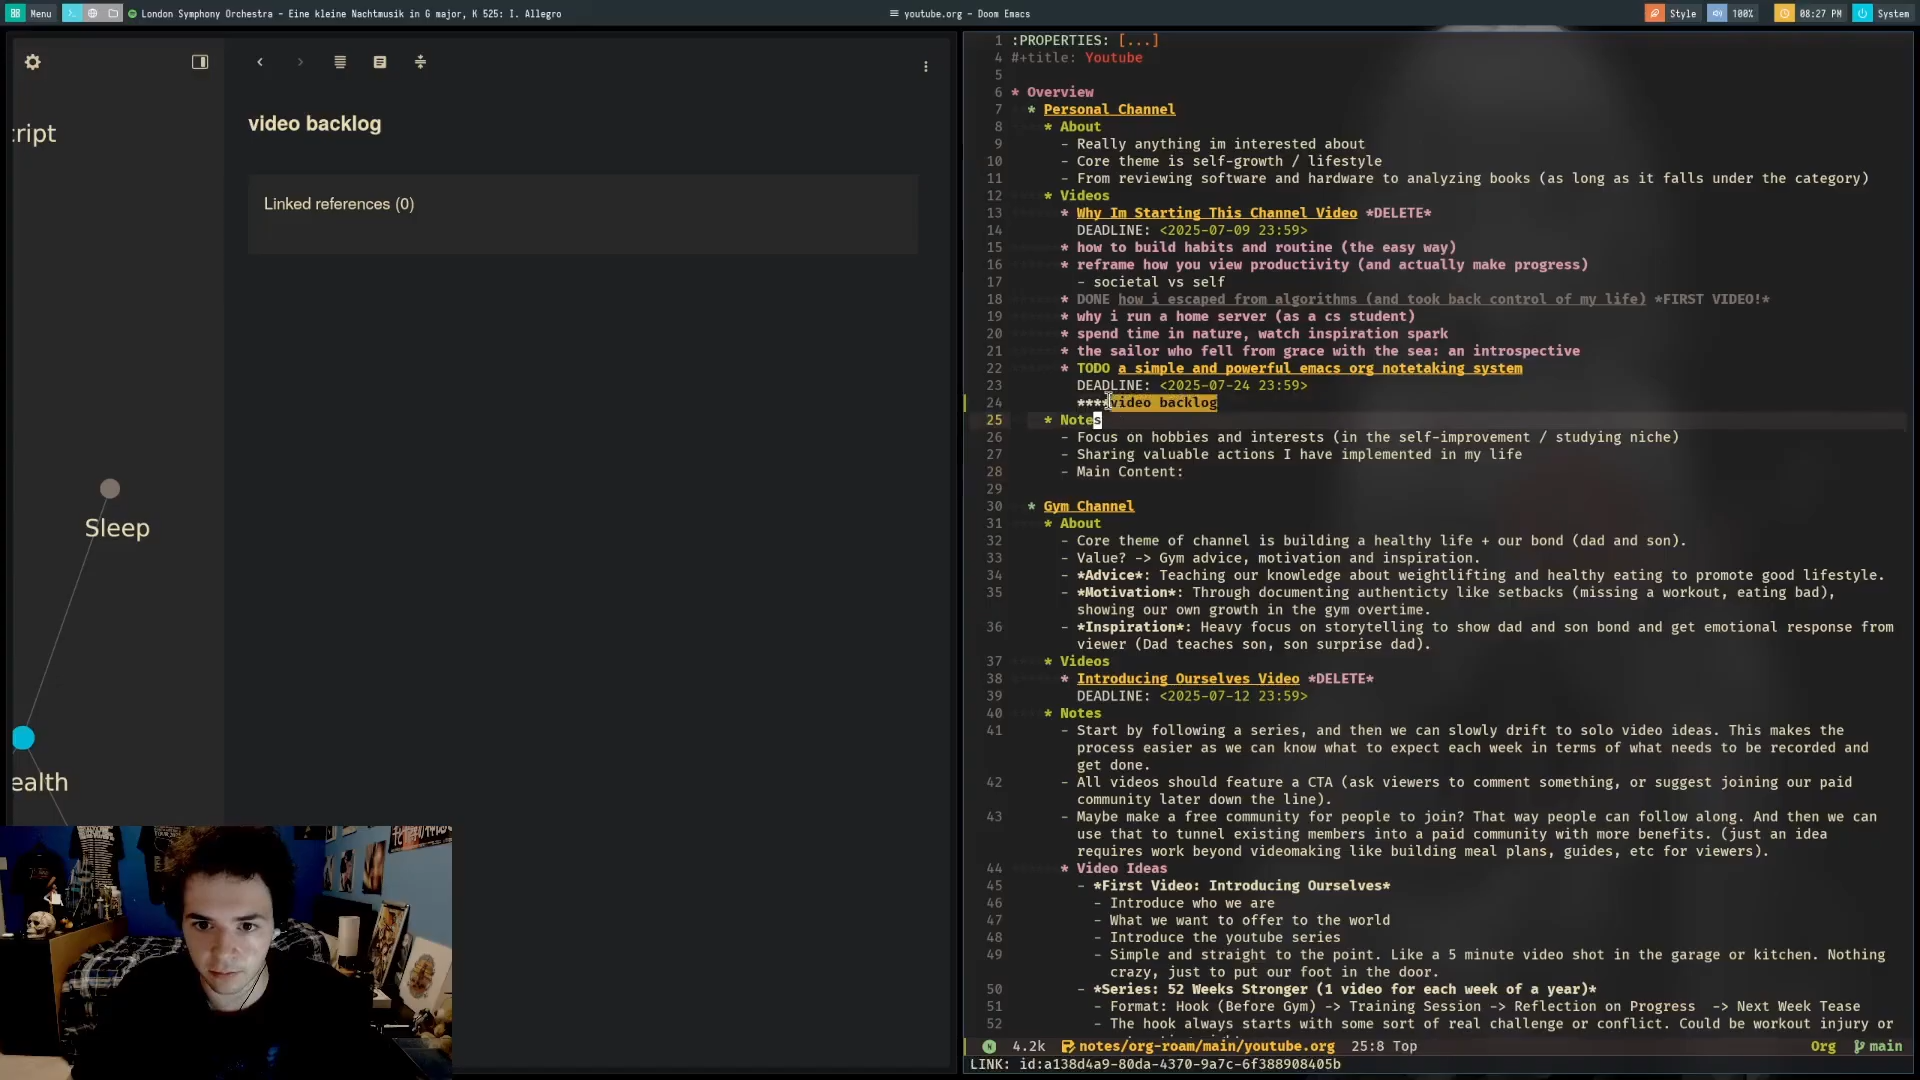 Menu
London Symphony Orchestra - Eine kleine Nachtmusik in G major, K 525: I. Allegro
youtube.org - Doom Emacs
Style
100%
08:27 PM
System
cript
video backlog
Linked references (0)
Sleep
ealth
1 :PROPERTIES: [...]
4 #+title: Youtube
5
6 * Overview
7 * Personal Channel
8 * About
9 - Really anything im interested about
10 - Core theme is self-growth / lifestyle
11 - From reviewing software and hardware to analyzing books (as long as it falls under the category)
12 * Videos
13 * Why Im Starting This Channel Video *DELETE*
14 DEADLINE: <2025-07-09 23:59>
15 * how to build habits and routine (the easy way)
16 * reframe how you view productivity (and actually make progress)
17 - societal vs self
18 * DONE how i escaped from algorithms (and took back control of my life) *FIRST VIDEO!*
19 * why i run a home server (as a cs student)
20 * spend time in nature, watch inspiration spark
21 * the sailor who fell from grace with the sea: an introspective
22 * TODO a simple and powerful emacs org notetaking system
23 DEADLINE: <2025-07-24 23:59>
24 ****video backlog
25 * Notes
26 - Focus on hobbies and interests (in the self-improvement / studying niche)
27 - Sharing valuable actions I have implemented in my life
28 - Main Content:
29
30 * Gym Channel
31 * About
32 - Core theme of channel is building a healthy life + our bond (dad and son).
33 - Value? -> Gym advice, motivation and inspiration.
34 - *Advice*: Teaching our knowledge about weightlifting and healthy eating to promote good lifestyle.
35 - *Motivation*: Through documenting authenticty like setbacks (missing a workout, eating bad),
showing our own growth in the gym overtime.
36 - *Inspiration*: Heavy focus on storytelling to show dad and son bond and get emotional response from
viewer (Dad teaches son, son surprise dad).
37 * Videos
38 * Introducing Ourselves Video *DELETE*
39 DEADLINE: <2025-07-12 23:59>
40 * Notes
41 - Start by following a series, and then we can slowly drift to solo video ideas. This makes the
process easier as we can know what to expect each week in terms of what needs to be recorded and
get done.
42 - All videos should feature a CTA (ask viewers to comment something, or suggest joining our paid
community later down the line).
43 - Maybe make a free community for people to join? That way people can follow along. And then we can
use that to tunnel existing members into a paid community with more benefits. (just an idea
requires work beyond videomaking like building meal plans, guides, etc for viewers).
44 * Video Ideas
45 - *First Video: Introducing Ourselves*
46 - Introduce who we are
47 - What we want to offer to the world
48 - Introduce the youtube series
49 - Simple and straight to the point. Like a 5 minute video shot in the garage or kitchen. Nothing
crazy, just to put our foot in the door.
50 - *Series: 52 Weeks Stronger (1 video for each week of a year)*
51 - Format: Hook (Before Gym) -> Training Session -> Reflection on Progress -> Next Week Tease
52 - The hook always starts with some sort of real challenge or conflict. Could be workout injury or
N 4.2k notes/org-roam/main/youtube.org 25:8 Top Org main
LINK: id:a138d4a9-80da-4370-9a7c-6f388908405b